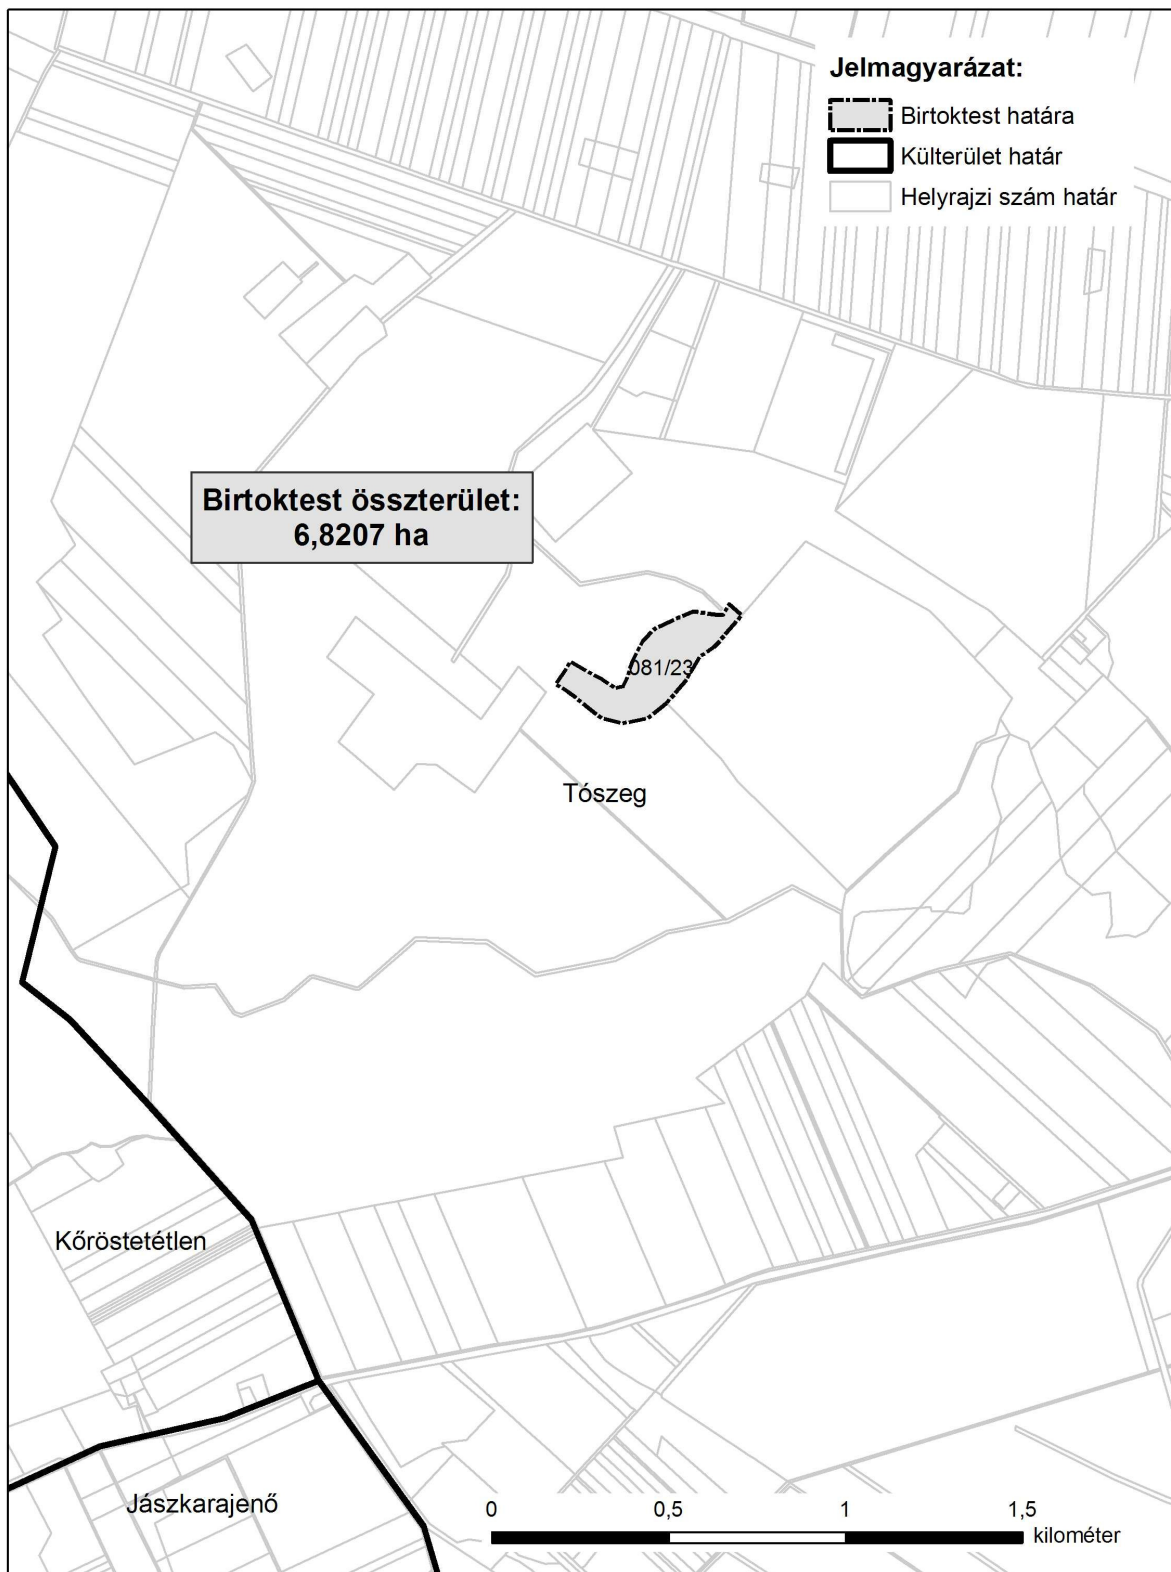 Jelmagyarázat:
Birtoktest határa
Külterület határ
Helyrajzi szám határ
Birtoktest összterület:
6,8207 ha
081/23
Tószeg
Kőröstetétlen
Jászkarajenő
0 0,5 1 1,5
kilométer